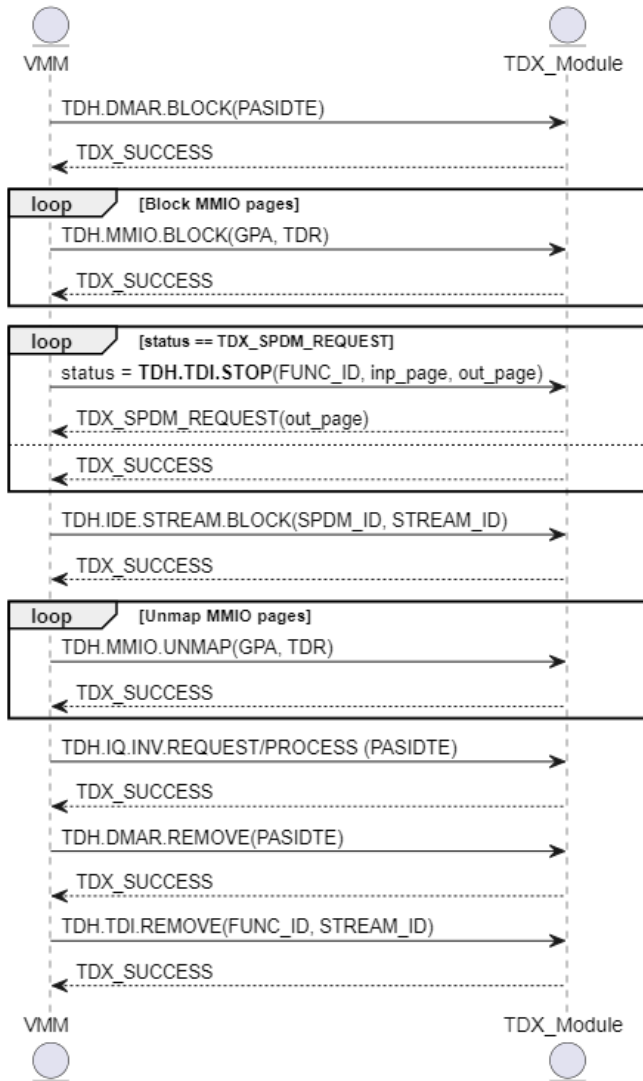 VMM
TDX_Module
TDH.DMAR.BLOCK(PASIDTE)
TDX_SUCCESS
loop [Block MMIO pages]
TDH.MMIO.BLOCK(GPA, TDR)
TDX_SUCCESS
loop [status == TDX_SPDM_REQUEST]
status = TDH.TDI.STOP(FUNC_ID, inp_page, out_page)
TDX_SPDM_REQUEST(out_page)
TDX_SUCCESS
TDH.IDE.STREAM.BLOCK(SPDM_ID, STREAM_ID)
TDX_SUCCESS
loop [Unmap MMIO pages]
TDH.MMIO.UNMAP(GPA, TDR)
TDX_SUCCESS
TDH.IQ.INV.REQUEST/PROCESS (PASIDTE)
TDX_SUCCESS
TDH.DMAR.REMOVE(PASIDTE)
TDX_SUCCESS
TDH.TDI.REMOVE(FUNC_ID, STREAM_ID)
TDX_SUCCESS
VMM
TDX_Module